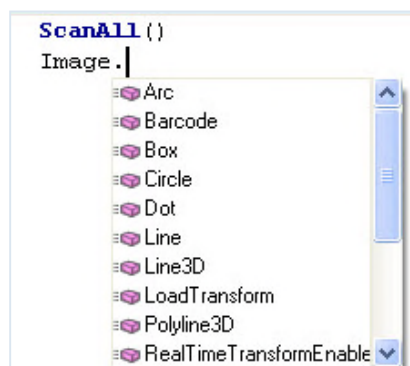 ScanAll()
Image.
Arc
Barcode
Box
Circle
Dot
Line
Line3D
LoadTransform
Polyline3D
RealTimeTransformEnable